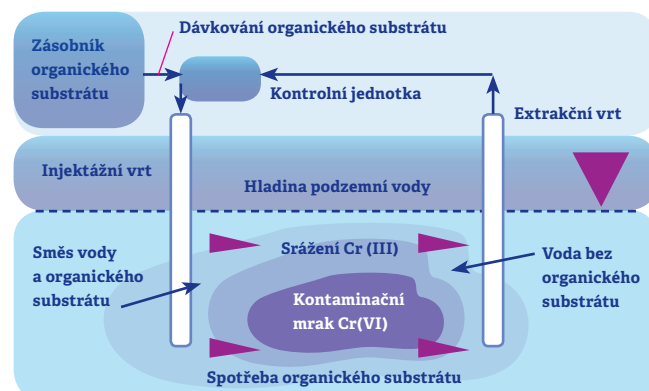 Dávkování organického substrátu
Zásobník
organického
substrátu
Kontrolní jednotka
Extrakční vrt
Injektážní vrt
Hladina podzemní vody
Směs vody
a organického
substrátu
Srážení Cr (III)
Voda bez
organického
substrátu
Kontaminační
mrak Cr(VI)
Spotřeba organického substrátu